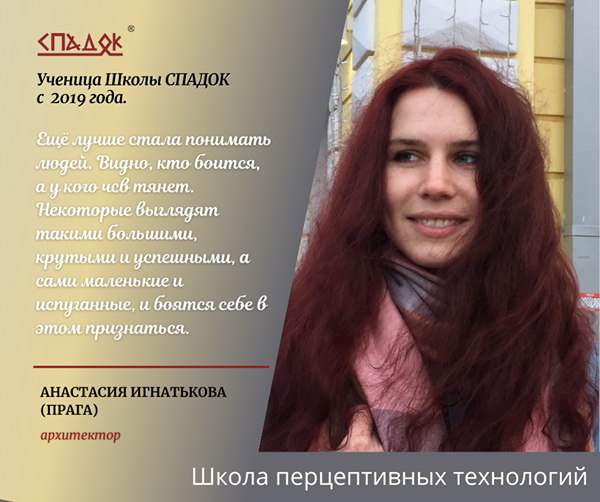 СПАДОК®
Ученица Школы СПАДОК
с 2019 года.
Ещё лучше стала понимать
людей. Видно, кто боится,
а у кого чсв тянет.
Некоторые выглядят
такими большими,
крутыми и успешными, а
сами маленькие и
испуганные, и боятся себе в
этом признаться.
АНАСТАСИЯ ИГНАТЬКОВА
(ПРАГА)
архитектор
Школа перцептивных технологий